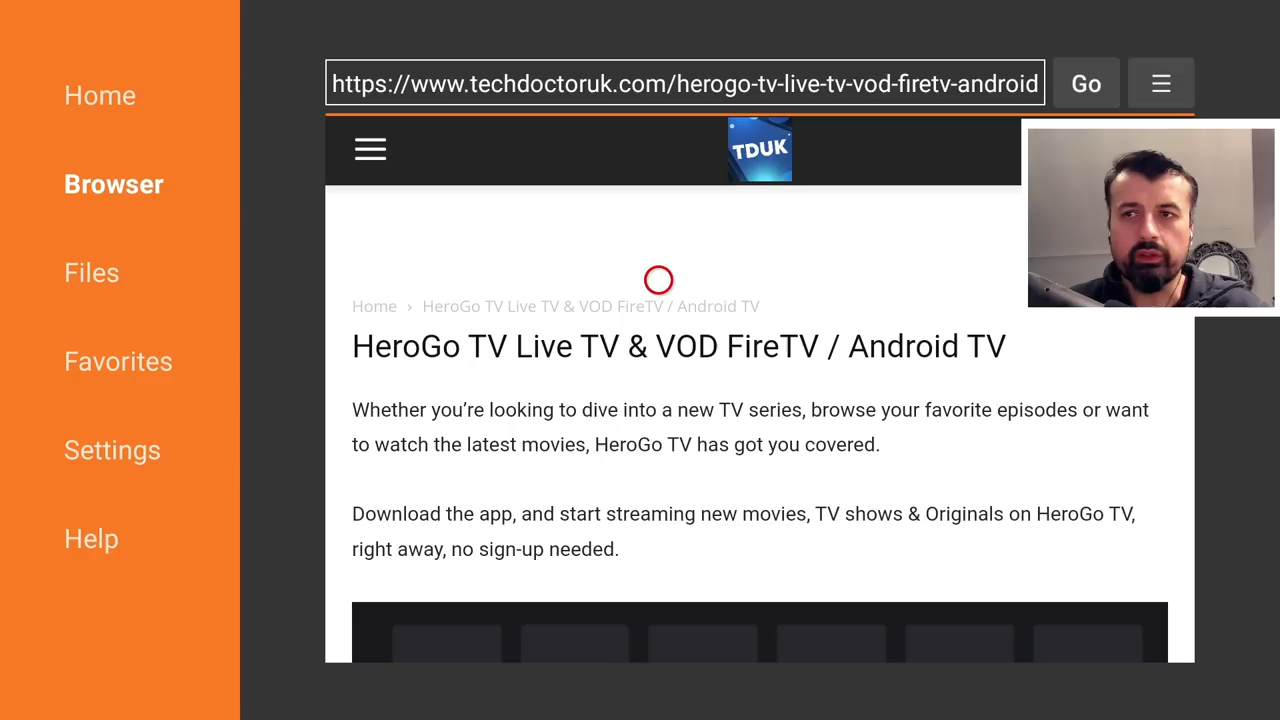 Home
Browser
Files
Favorites
Settings
Help
https://www.techdoctoruk.com/herogo-tv-live-tv-vod-firetv-android
Go
TDUK
Home › HeroGo TV Live TV & VOD FireTV / Android TV
HeroGo TV Live TV & VOD FireTV / Android TV
Whether you’re looking to dive into a new TV series, browse your favorite episodes or want
to watch the latest movies, HeroGo TV has got you covered.
Download the app, and start streaming new movies, TV shows & Originals on HeroGo TV,
right away, no sign-up needed.